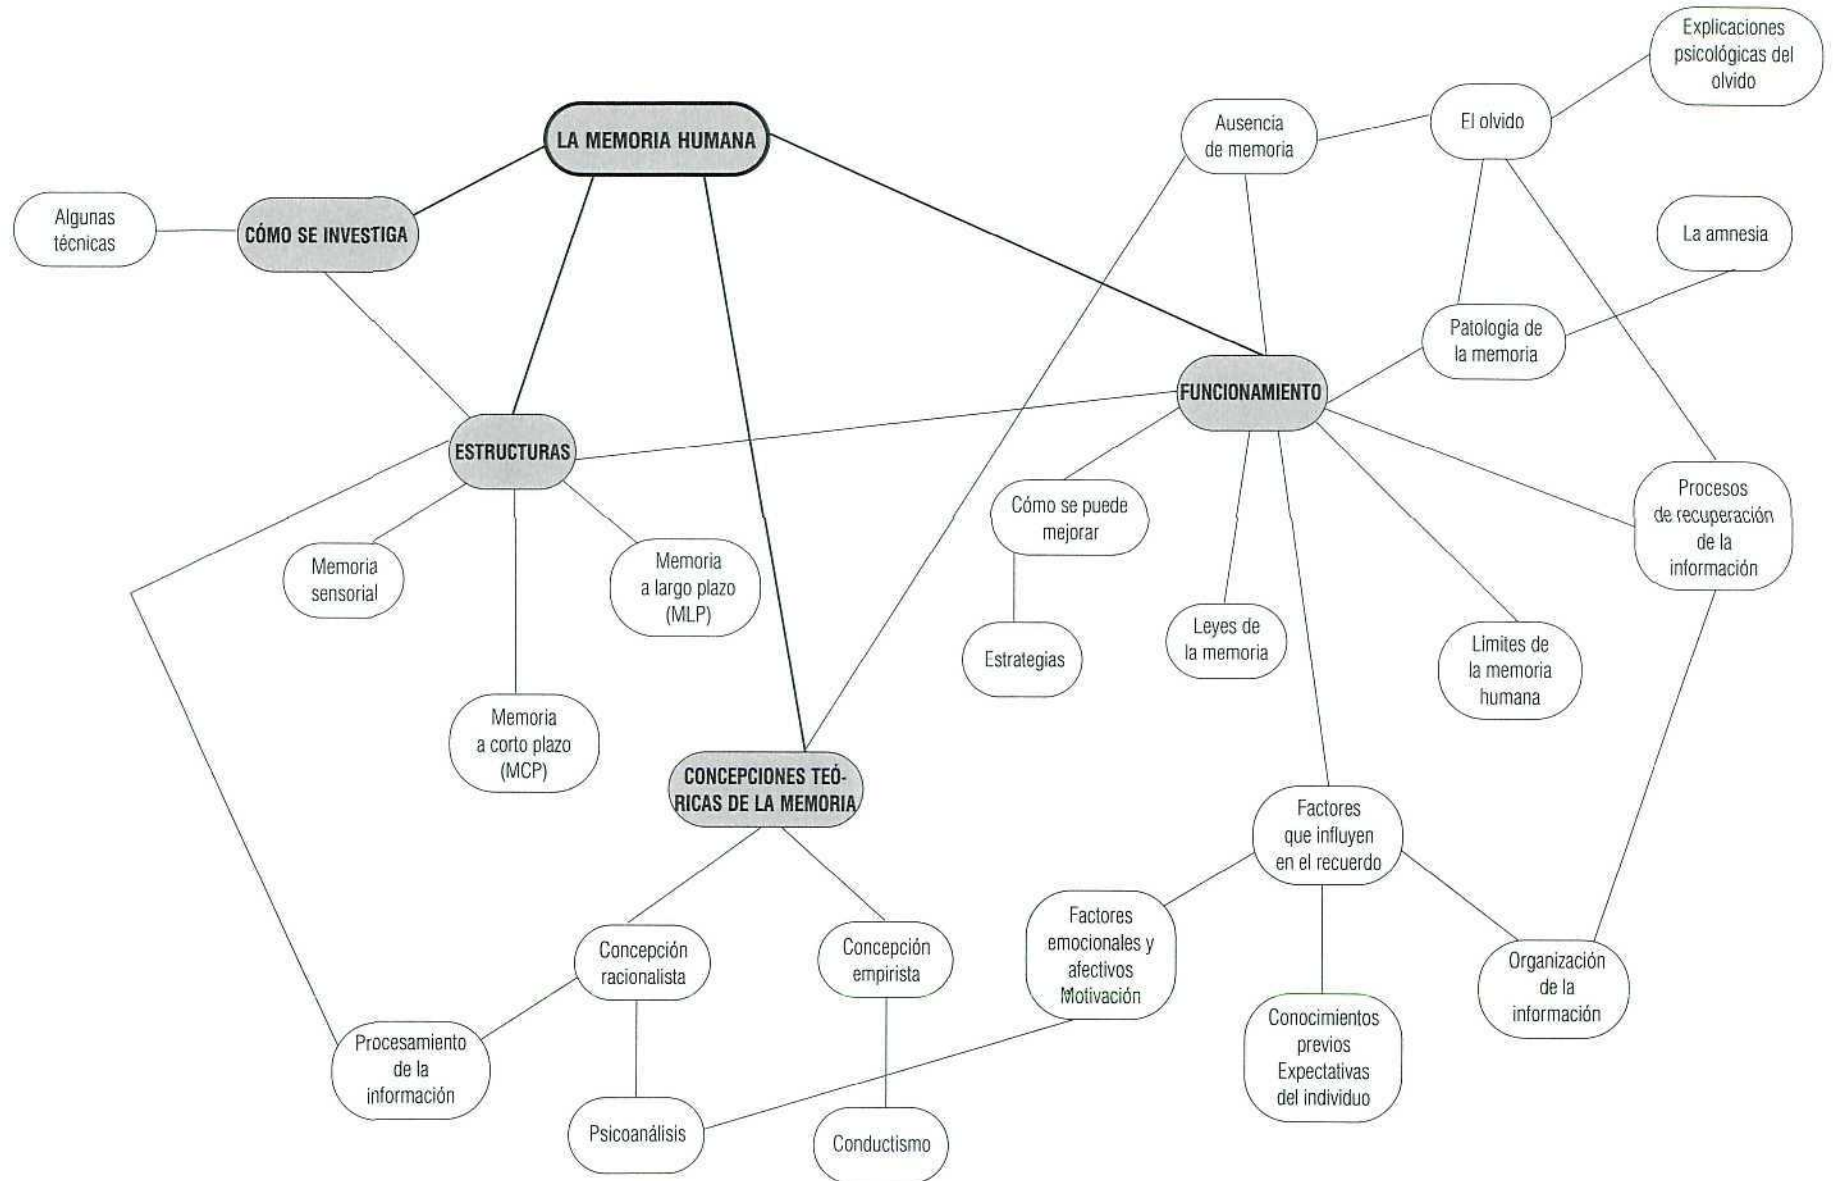 Explicaciones
psicológicas del
olvido
LA MEMORIA HUMANA
Ausencia
de memoria
El olvido
Algunas
técnicas
CÓMO SE INVESTIGA
La amnesia
Patología de
la memoria
FUNCIONAMIENTO
ESTRUCTURAS
Cómo se puede
mejorar
Procesos
de recuperación
de la
información
Memoria
sensorial
Memoria
a largo plazo
(MLP)
Leyes de
la memoria
Estrategias
Límites de
la memoria
humana
Memoria
a corto plazo
(MCP)
CONCEPCIONES TEÓ-
RICAS DE LA MEMORIA
Factores
que influyen
en el recuerdo
Concepción
racionalista
Concepción
empirista
Factores
emocionales y
afectivos
Motivación
Organización
de la
información
Procesamiento
de la
información
Conocimientos
previos
Expectativas
del individuo
Psicoanálisis
Conductismo